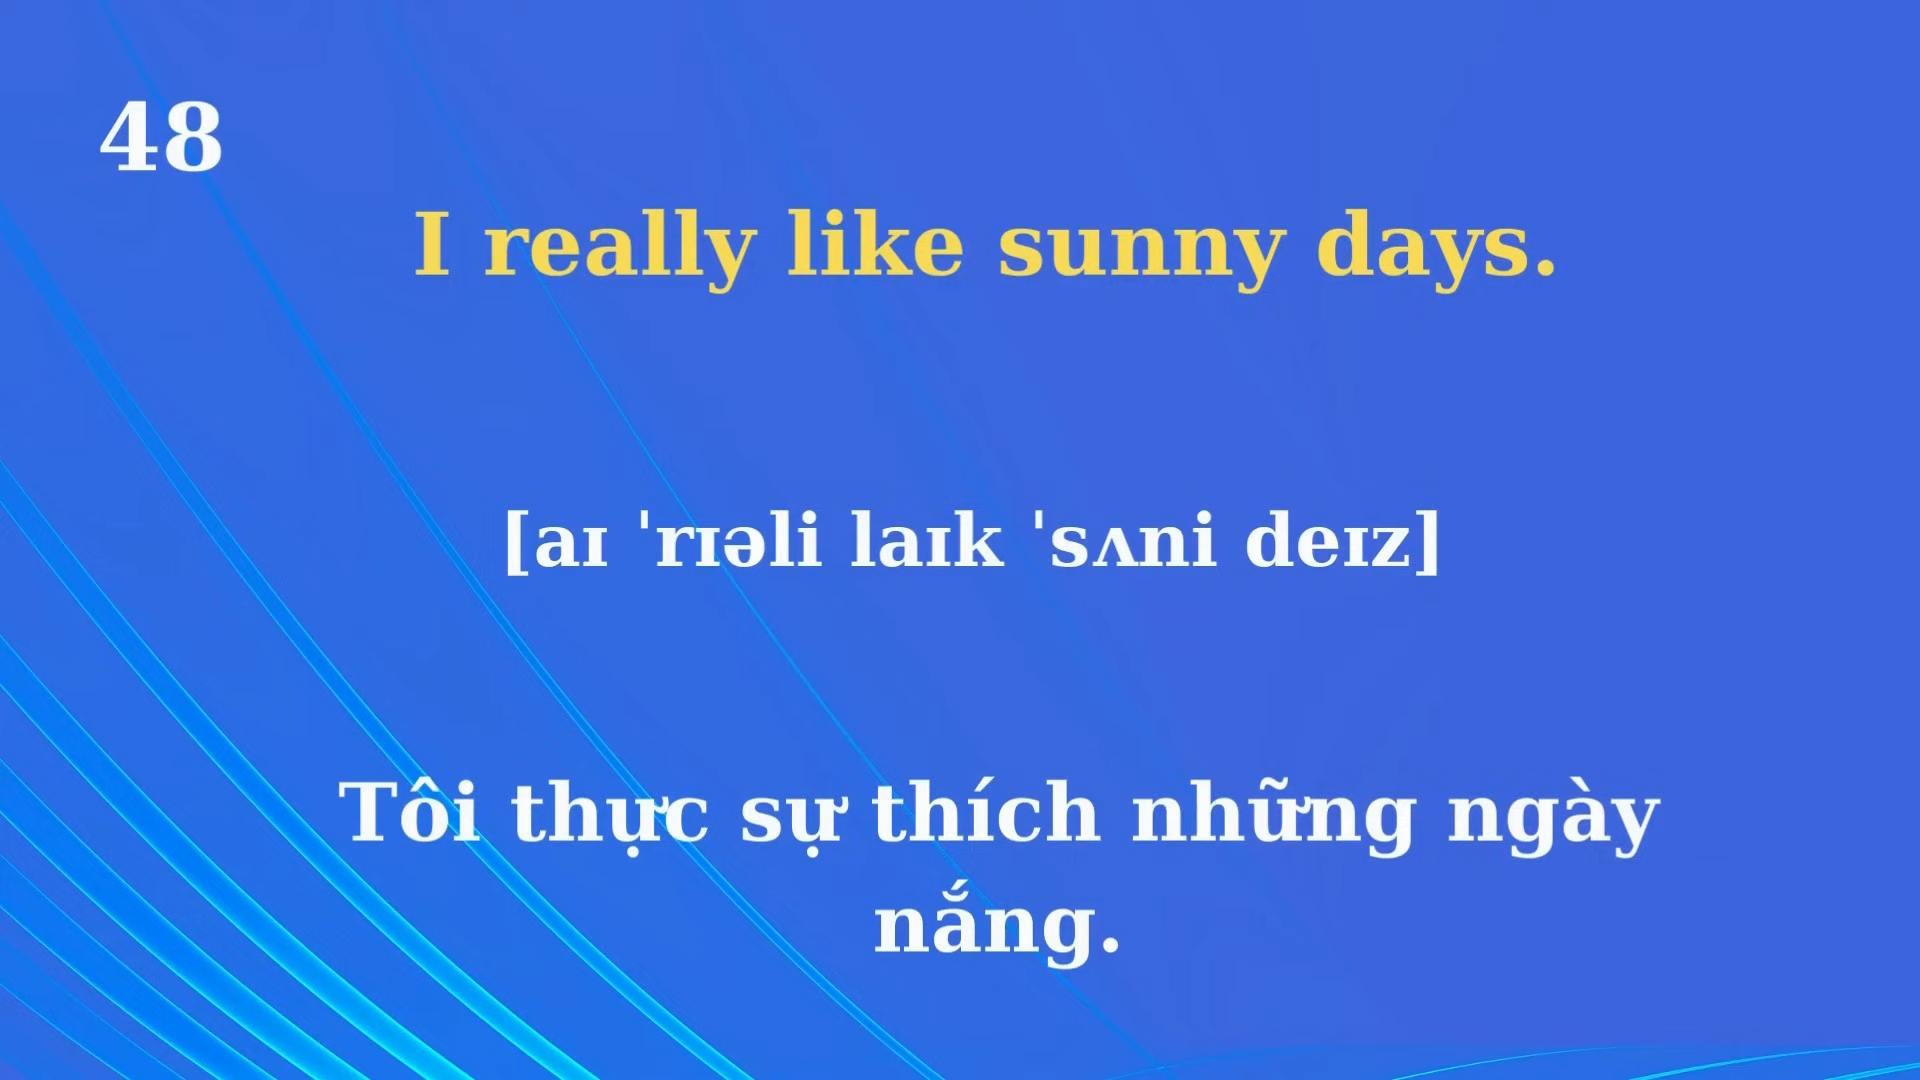 48
I really like sunny days.
[aɪ ˈrɪəli laɪk ˈsʌni deɪz]
Tôi thực sự thích những ngày
nắng.